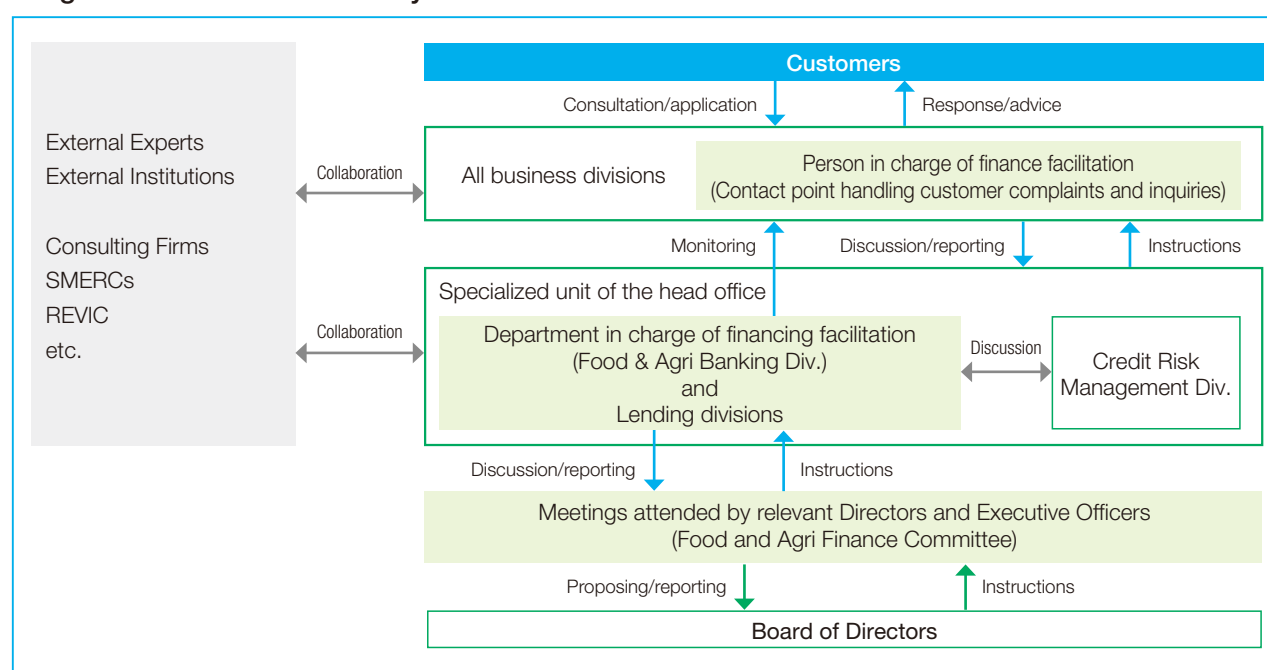 Customers
Consultation/application
Response/advice
External Experts
External Institutions
Consulting Firms
SMERCs
REVIC
etc.
Collaboration
All business divisions
Person in charge of finance facilitation
(Contact point handling customer complaints and inquiries)
Monitoring
Discussion/reporting
Instructions
Specialized unit of the head office
Collaboration
Department in charge of financing facilitation
(Food & Agri Banking Div.)
and
Lending divisions
Discussion
Credit Risk
Management Div.
Discussion/reporting
Instructions
Meetings attended by relevant Directors and Executive Officers
(Food and Agri Finance Committee)
Proposing/reporting
Instructions
Board of Directors